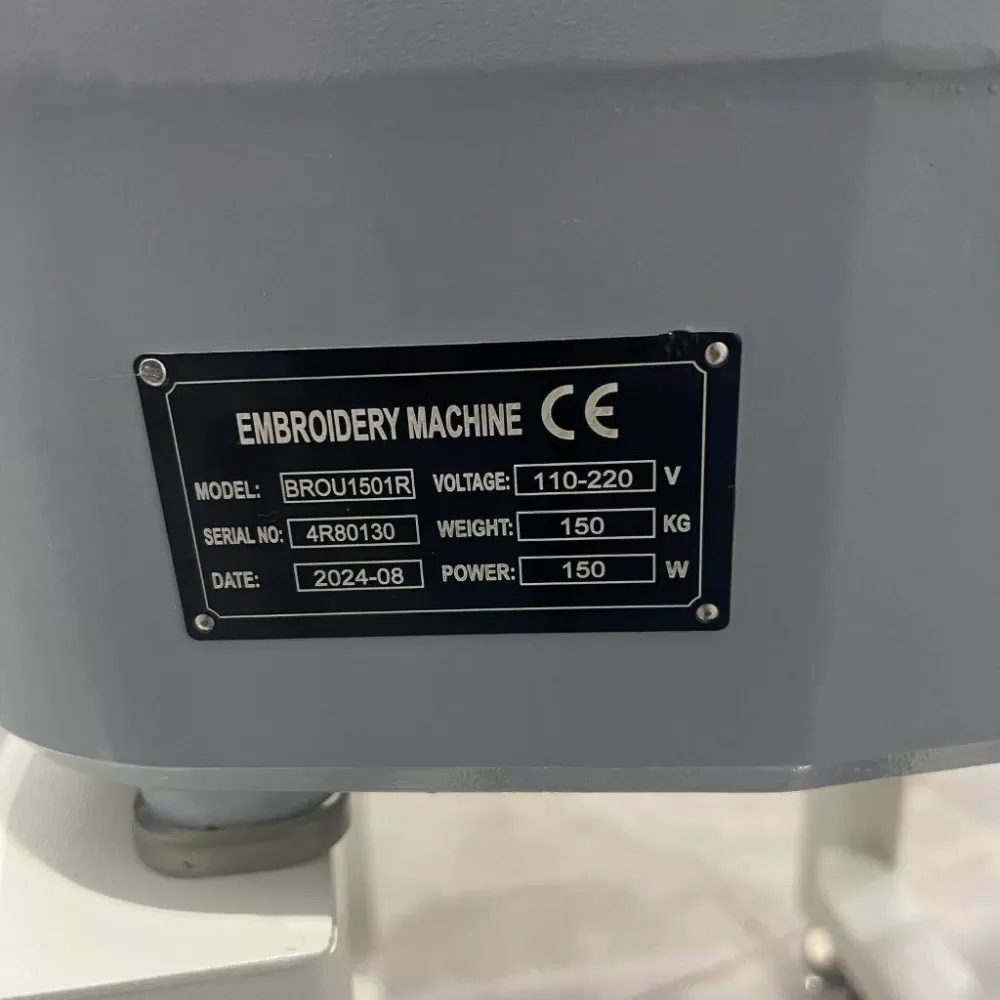 EMBROIDERY MACHINE CE
MODEL: BROU1501R VOLTAGE: 110-220 V
SERIAL NO: 4R80130 WEIGHT: 150 KG
DATE: 2024-08 POWER: 150 W